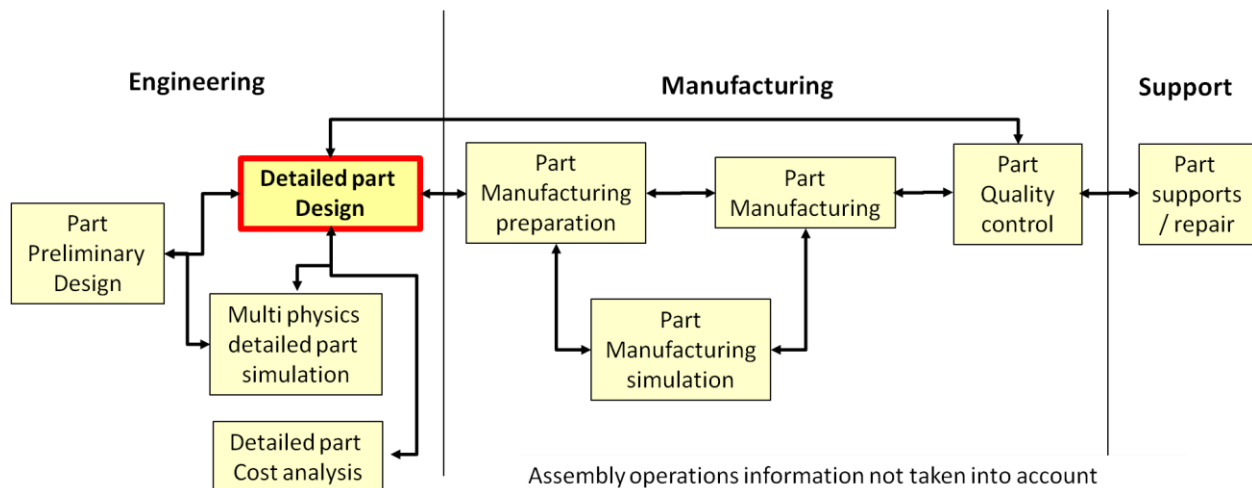 Engineering
Manufacturing
Support
Detailed part
Design
Part
Manufacturing
preparation
Part
Manufacturing
Part
Quality
control
Part
supports
/ repair
Part
Preliminary
Design
Multi physics
detailed part
simulation
Part
Manufacturing
simulation
Detailed part
Cost analysis
Assembly operations information not taken into account